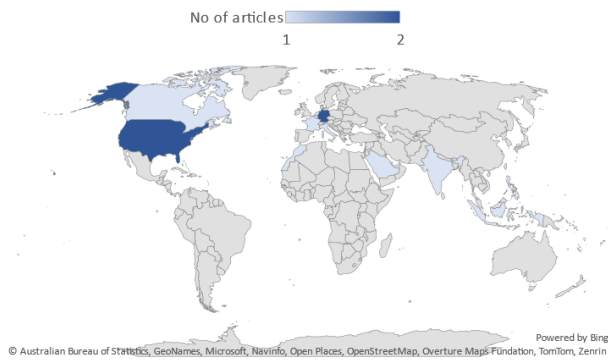 No of articles
1 2
Powered by Bing
© Australian Bureau of Statistics, GeoNames, Microsoft, Navinfo, Open Places, OpenStreetMap, Overture Maps Fundation, TomTom, Zenrin